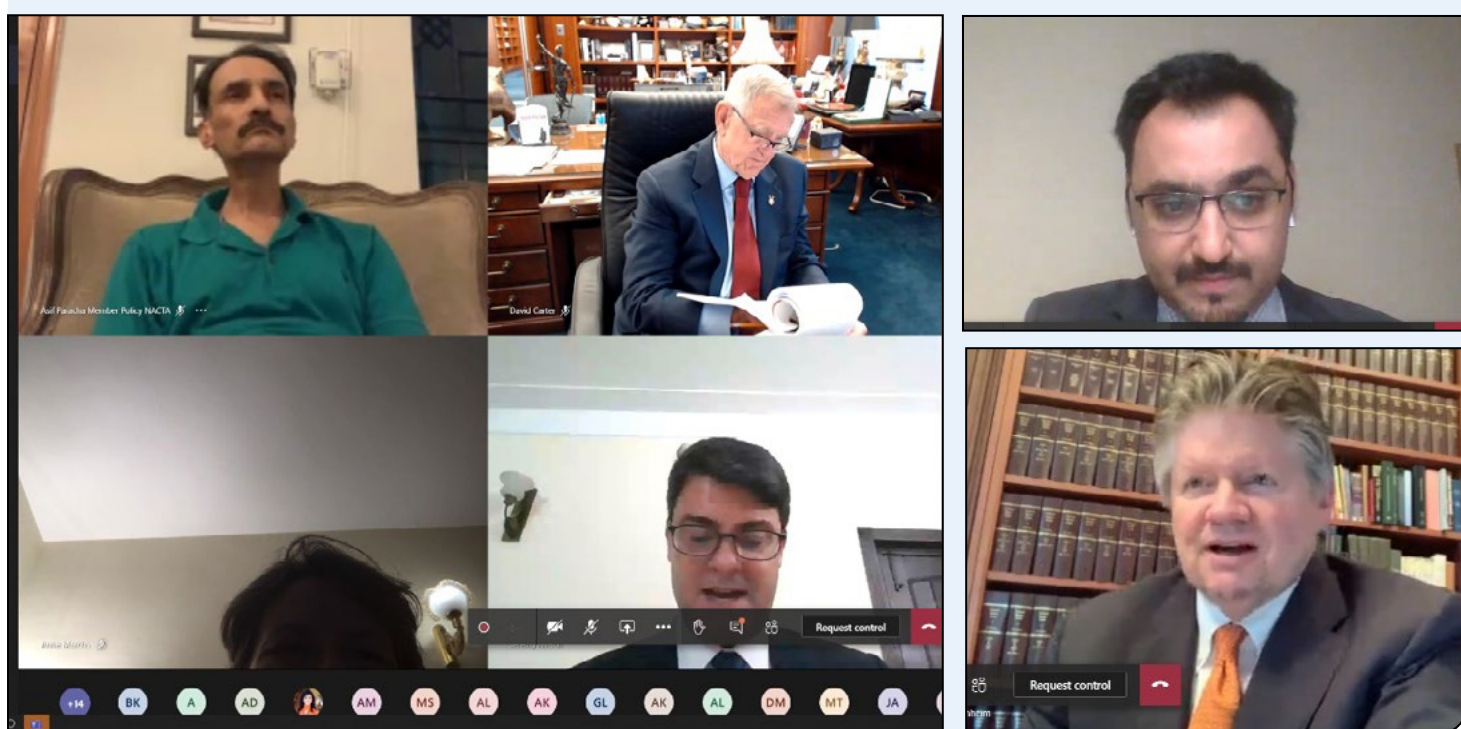 Asif Paracha Member Policy NACTA
David Carter
Request control
+14
BK
A
AD
AM
MS
AL
AK
GL
AK
AL
DM
MT
JA
Request control